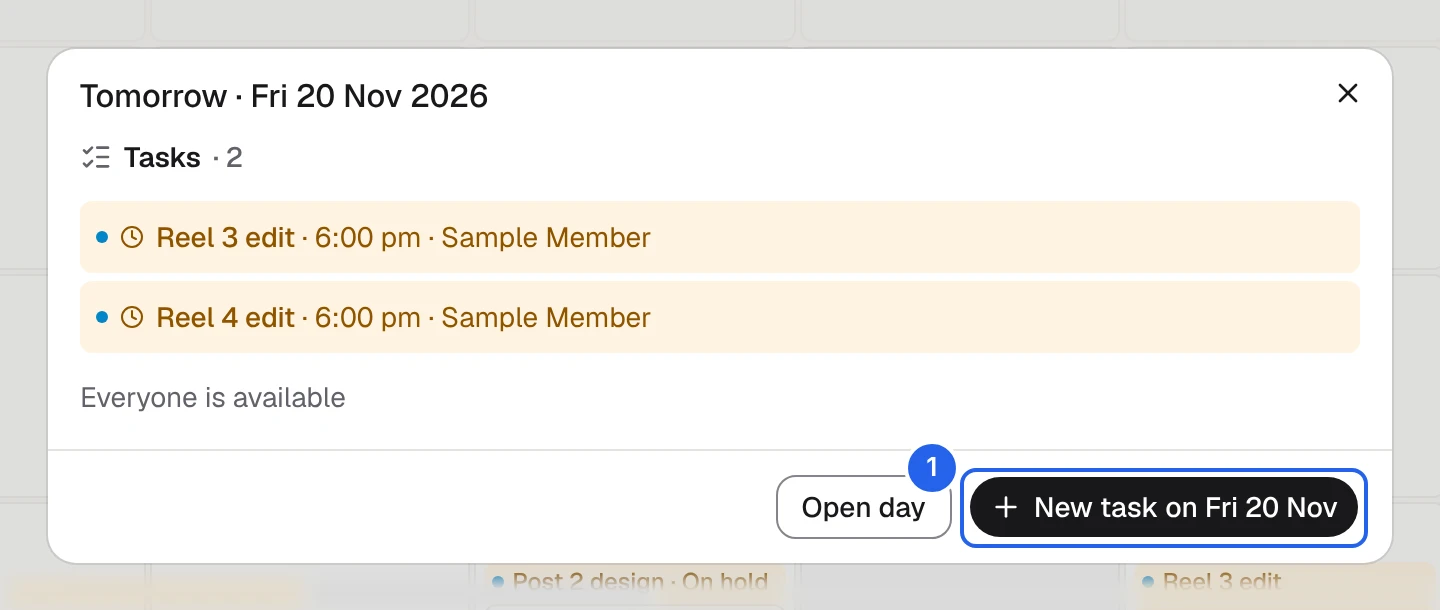 Tomorrow · Fri 20 Nov 2026
Tasks · 2
Reel 3 edit · 6:00 pm · Sample Member
Reel 4 edit · 6:00 pm · Sample Member
Everyone is available
1
Open day
+ New task on Fri 20 Nov
Post 2 design · On hold
Reel 3 edit